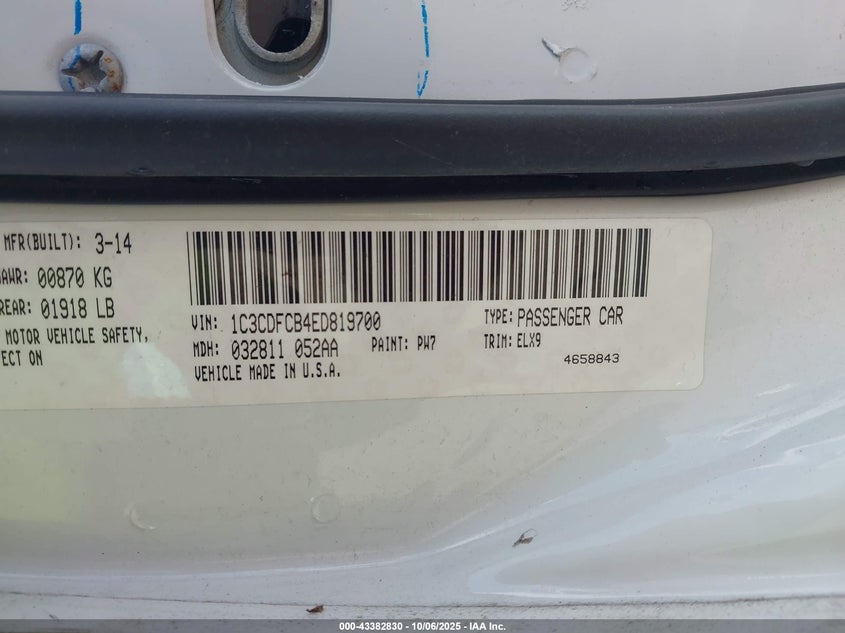 MFR(BUILT): 3-14
GAWR: 00870 KG
REAR: 01918 LB
MOTOR VEHICLE SAFETY,
ECT ON
VIN: 1C3CDFCB4ED819700
TYPE: PASSENGER CAR
MDH: 032811 052AA
PAINT: PW7
TRIM: ELX9
VEHICLE MADE IN U.S.A.
4658843
000-43382830 - 10/06/2025 - IAA Inc.